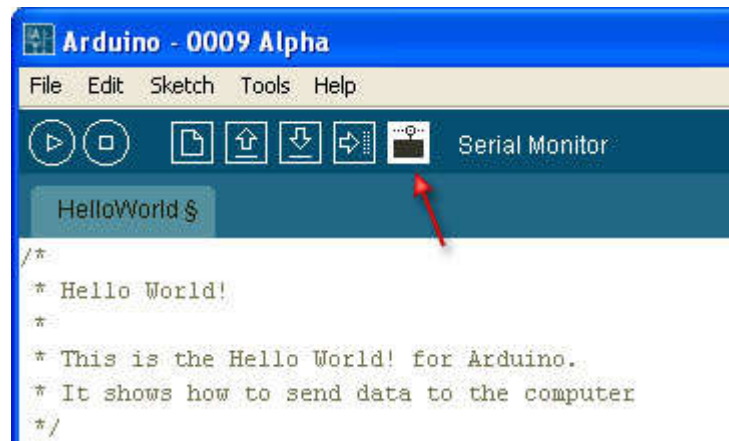 Arduino - 0009 Alpha
File Edit Sketch Tools Help
Serial Monitor
HelloWorld §
/*
* Hello World!
*
* This is the Hello World! for Arduino.
* It shows how to send data to the computer
*/